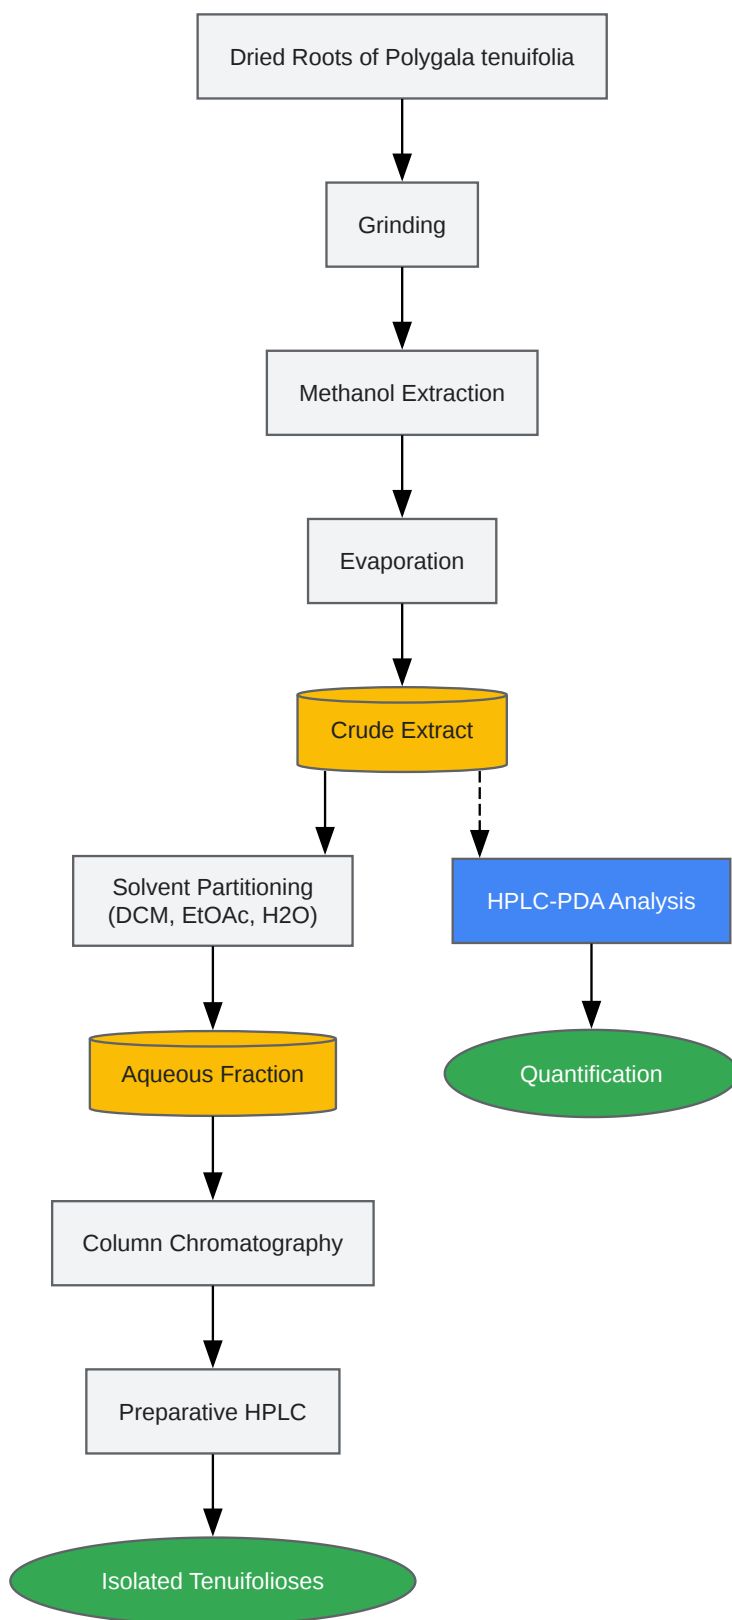 Dried Roots of Polygala tenuifolia
Grinding
Methanol Extraction
Evaporation
Crude Extract
Solvent Partitioning
(DCM, EtOAc, H2O)
HPLC-PDA Analysis
Aqueous Fraction
Quantification
Column Chromatography
Preparative HPLC
Isolated Tenuifolioses